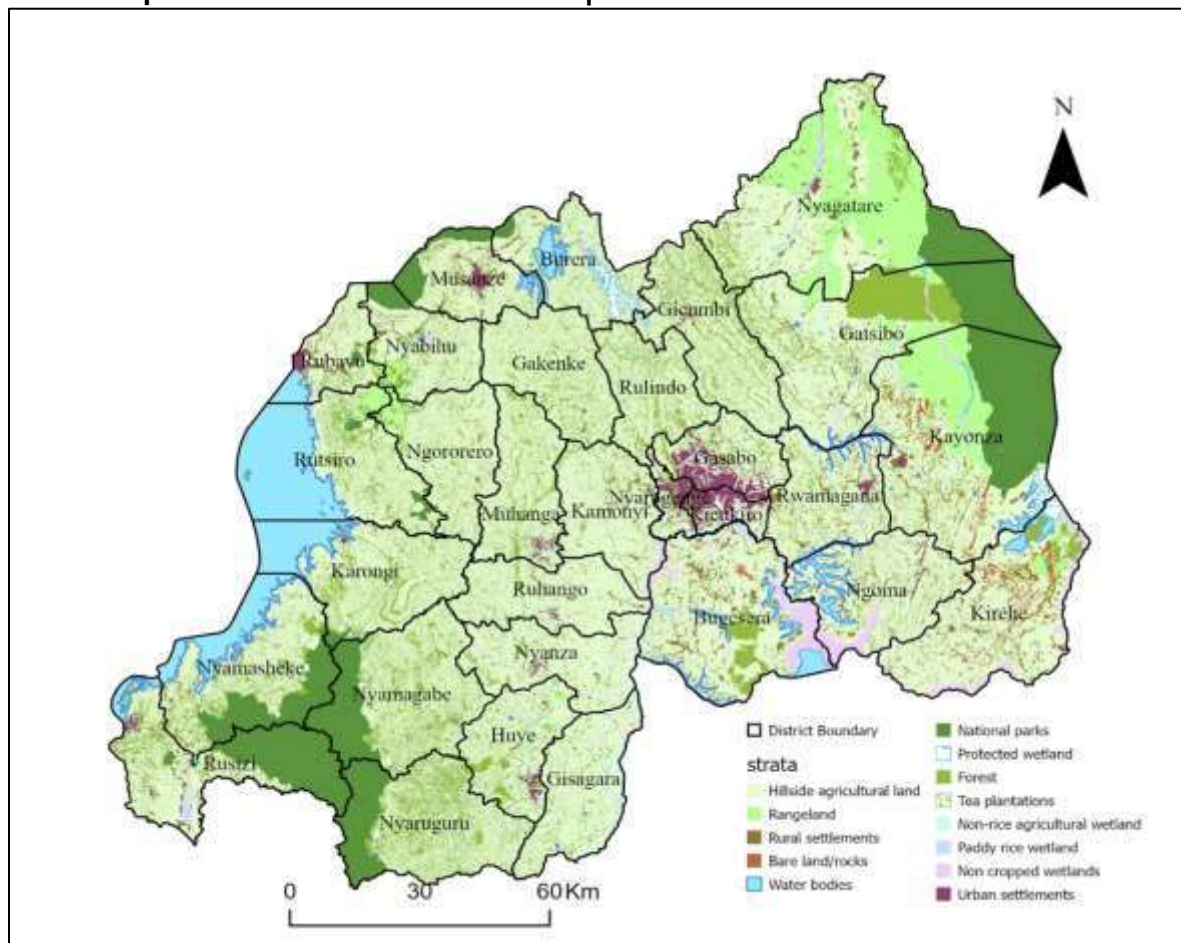 N
Nyagatare
Burera
Musanze
Gicumbi
Gatsibo
Nyabihu
Rubavu
Gakenke
Rulindo
Kayonza
Gasabo
Rutsiro
Ngororero
Rwamagana
Muhanga
Kamonyi
Karongi
Ruhango
Ngoma
Kirehe
Bugesera
Nyanza
Nyamasheke
Nyamagabe
Huye
Rusizi
Gisagara
Nyaruguru
0 30 60 Km
District Boundary
strata
Hillside agricultural land
Rangeland
Rural settlements
Bare land/rocks
Water bodies
National parks
Protected wetland
Forest
Tea plantations
Non-rice agricultural wetland
Paddy rice wetland
Non cropped wetlands
Urban settlements